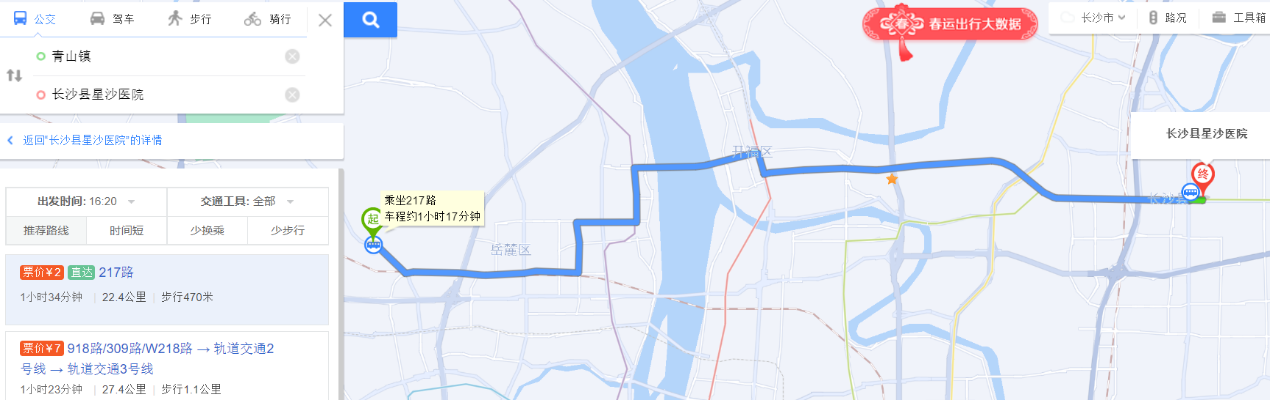 公交 驾车 步行 骑行
青山镇
长沙县星沙医院
返回"长沙县星沙医院"的详情
出发时间: 16:20 交通工具: 全部
推荐路线 时间短 少换乘 少步行
票价¥2 直达 217路
1小时34分钟 | 22.4公里 | 步行470米
票价¥7 918路/309路/W218路 → 轨道交通2
号线 → 轨道交通3号线
1小时23分钟 | 27.4公里 | 步行1.1公里
春运出行大数据
长沙市 路况 工具箱
开福区
长沙县星沙医院
终
长沙县
乘坐217路
车程约1小时17分钟
起
岳麓区